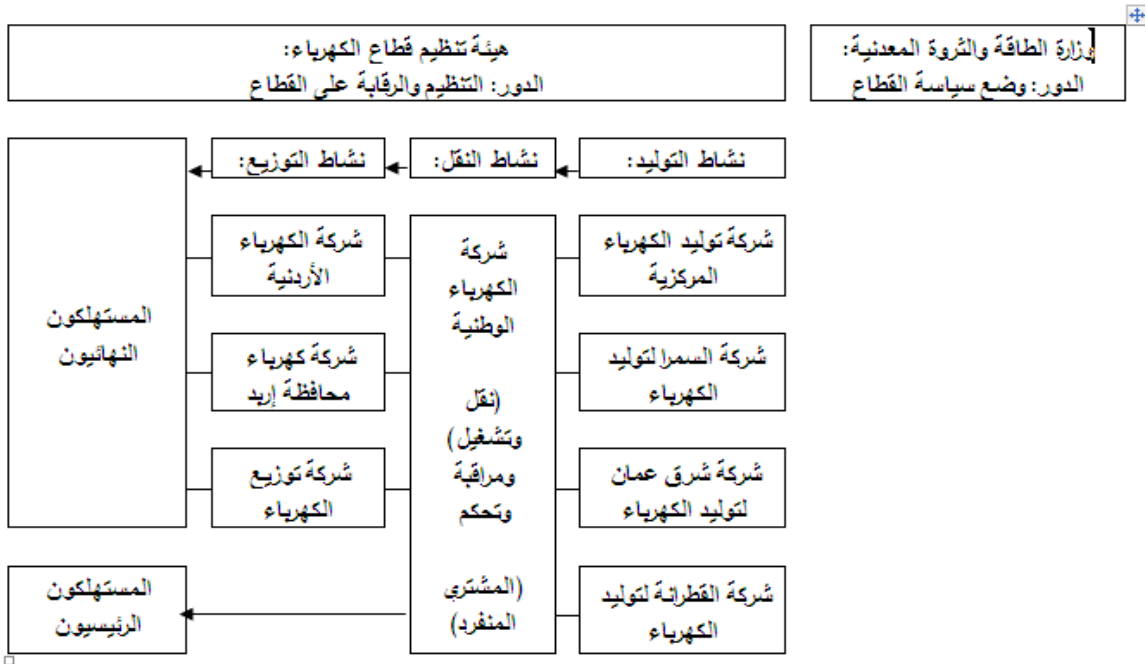 وزارة الطاقة والثروة المعدنية:
الدور: وضع سياسة القطاع
هيئة تنظيم قطاع الكهرباء:
الدور: التنظيم والرقابة على القطاع
نشاط التوليد:
نشاط النقل:
نشاط التوزيع:
شركة توليد الكهرباء
المركزية
شركة السمرا لتوليد
الكهرباء
شركة شرق عمان
لتوليد الكهرباء
شركة القطرانة لتوليد
الكهرباء
شركة
الكهرباء
الوطنية
(نقل
وتشغيل)
ومراقبة
وتحكم
(المشتري
المنفرد)
شركة الكهرباء
الأردنية
شركة كهرباء
محافظة إربد
شركة توزيع
الكهرباء
المستهلكون
النهائيون
المستهلكون
الرئيسيون